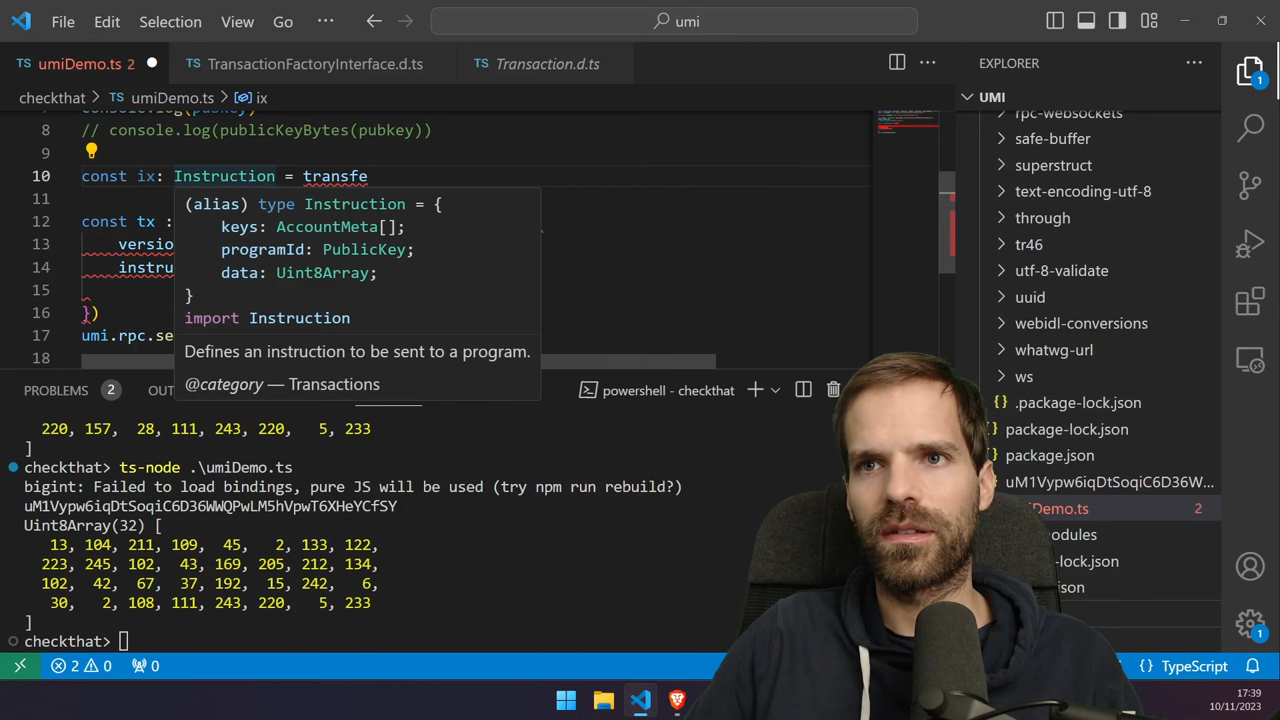 File Edit Selection View Go ··· umi
TS umiDemo.ts 2 TS TransactionFactoryInterface.d.ts TS Transaction.d.ts
checkthat > TS umiDemo.ts > ix
8 // console.log(publicKeyBytes(pubkey))
9
10 const ix: Instruction = transfe
11
12 const tx :
13 versio
14 instru
15
16 })
17 umi.rpc.se
18
(alias) type Instruction = {
keys: AccountMeta[];
programId: PublicKey;
data: Uint8Array;
}
import Instruction
Defines an instruction to be sent to a program.
@category — Transactions
PROBLEMS 2 OUT powershell - checkthat
220, 157, 28, 111, 243, 220, 5, 233
]
checkthat> ts-node .\umiDemo.ts
bigint: Failed to load bindings, pure JS will be used (try npm run rebuild?)
uM1Vypw6iqDtSoqiC6D36WWQPwLM5hVpwT6XHeYCfSY
Uint8Array(32) [
13, 104, 211, 109, 45, 2, 133, 122,
223, 245, 102, 43, 169, 205, 212, 134,
102, 42, 67, 37, 192, 15, 242, 6,
30, 2, 108, 111, 243, 220, 5, 233
]
checkthat>
EXPLORER
UMI
rpc-websockets
safe-buffer
superstruct
text-encoding-utf-8
through
tr46
utf-8-validate
uuid
webidl-conversions
whatwg-url
ws
{} .package-lock.json
package-lock.json
package.json
uM1Vypw6iqDtSoqiC6D36W...
Demo.ts 2
odules
-lock.json
json
1
1
2 0 0
{} TypeScript
17:39
10/11/2023